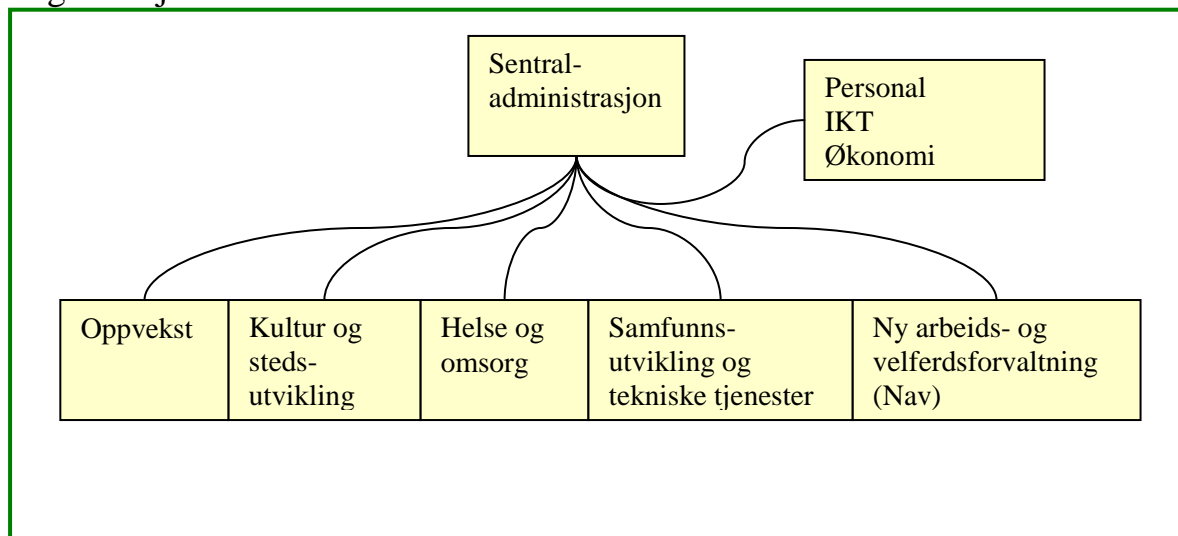 Sentral-
administrasjon
Personal
IKT
Økonomi
Oppvekst
Kultur og
steds-
utvikling
Helse og
omsorg
Samfunns-
utvikling og
tekniske tjenester
Ny arbeids- og
velferdsforvaltning
(Nav)